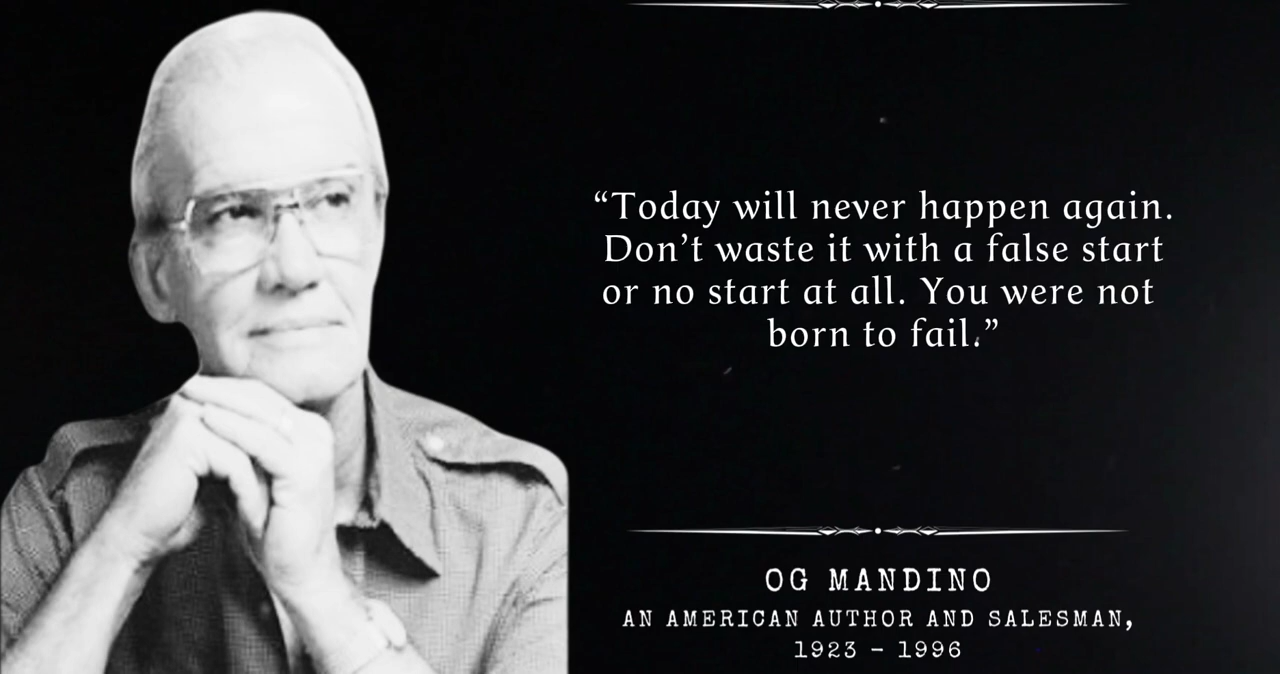 “Today will never happen again.
Don’t waste it with a false start
or no start at all. You were not
born to fail.”
OG MANDINO
AN AMERICAN AUTHOR AND SALESMAN,
1923 – 1996